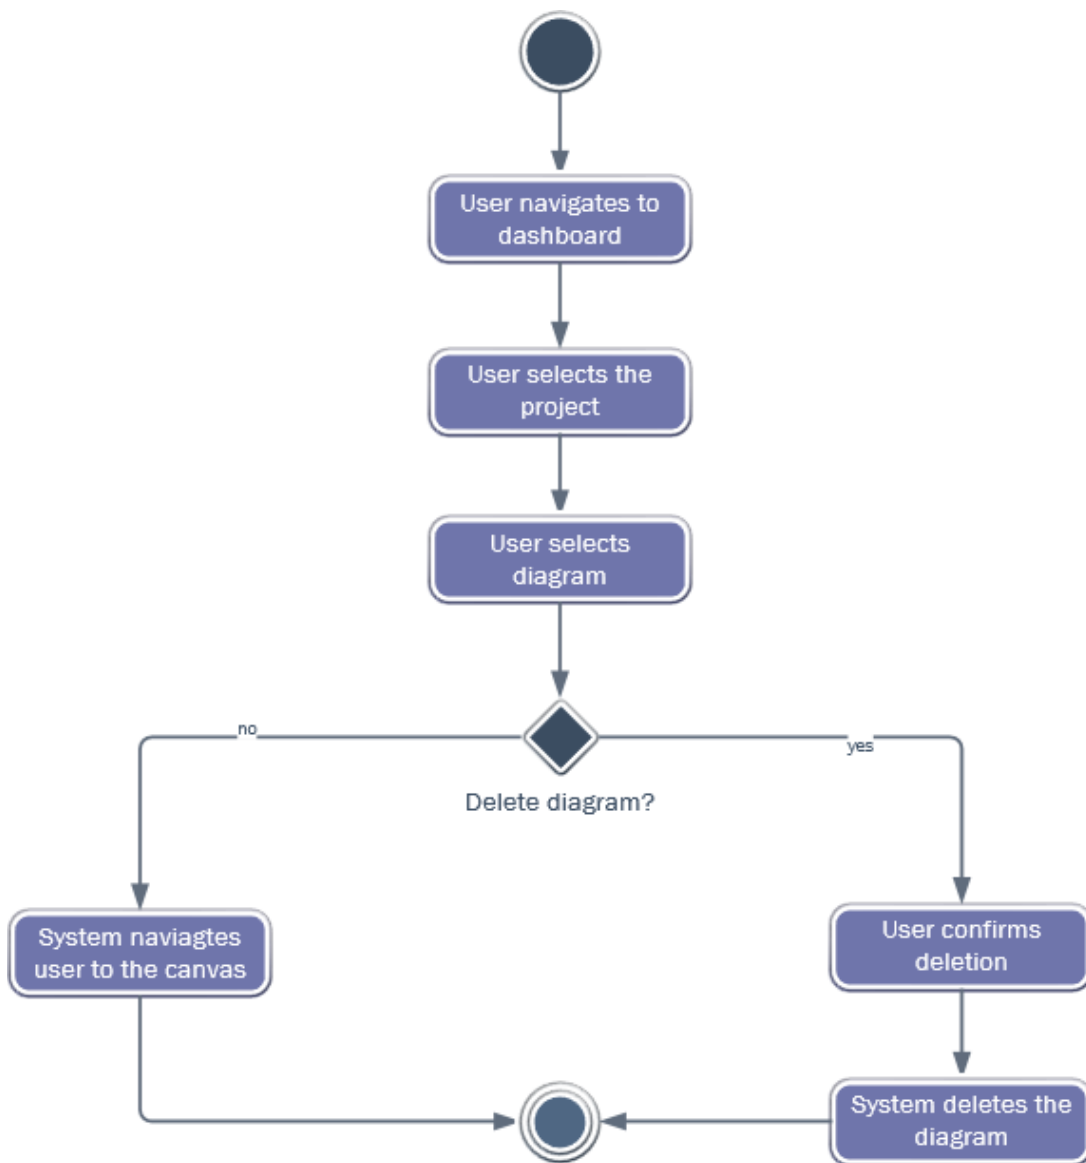 User navigates to
dashboard
User selects the
project
User selects
diagram
no
yes
Delete diagram?
System naviagtes
user to the canvas
User confirms
deletion
System deletes the
diagram